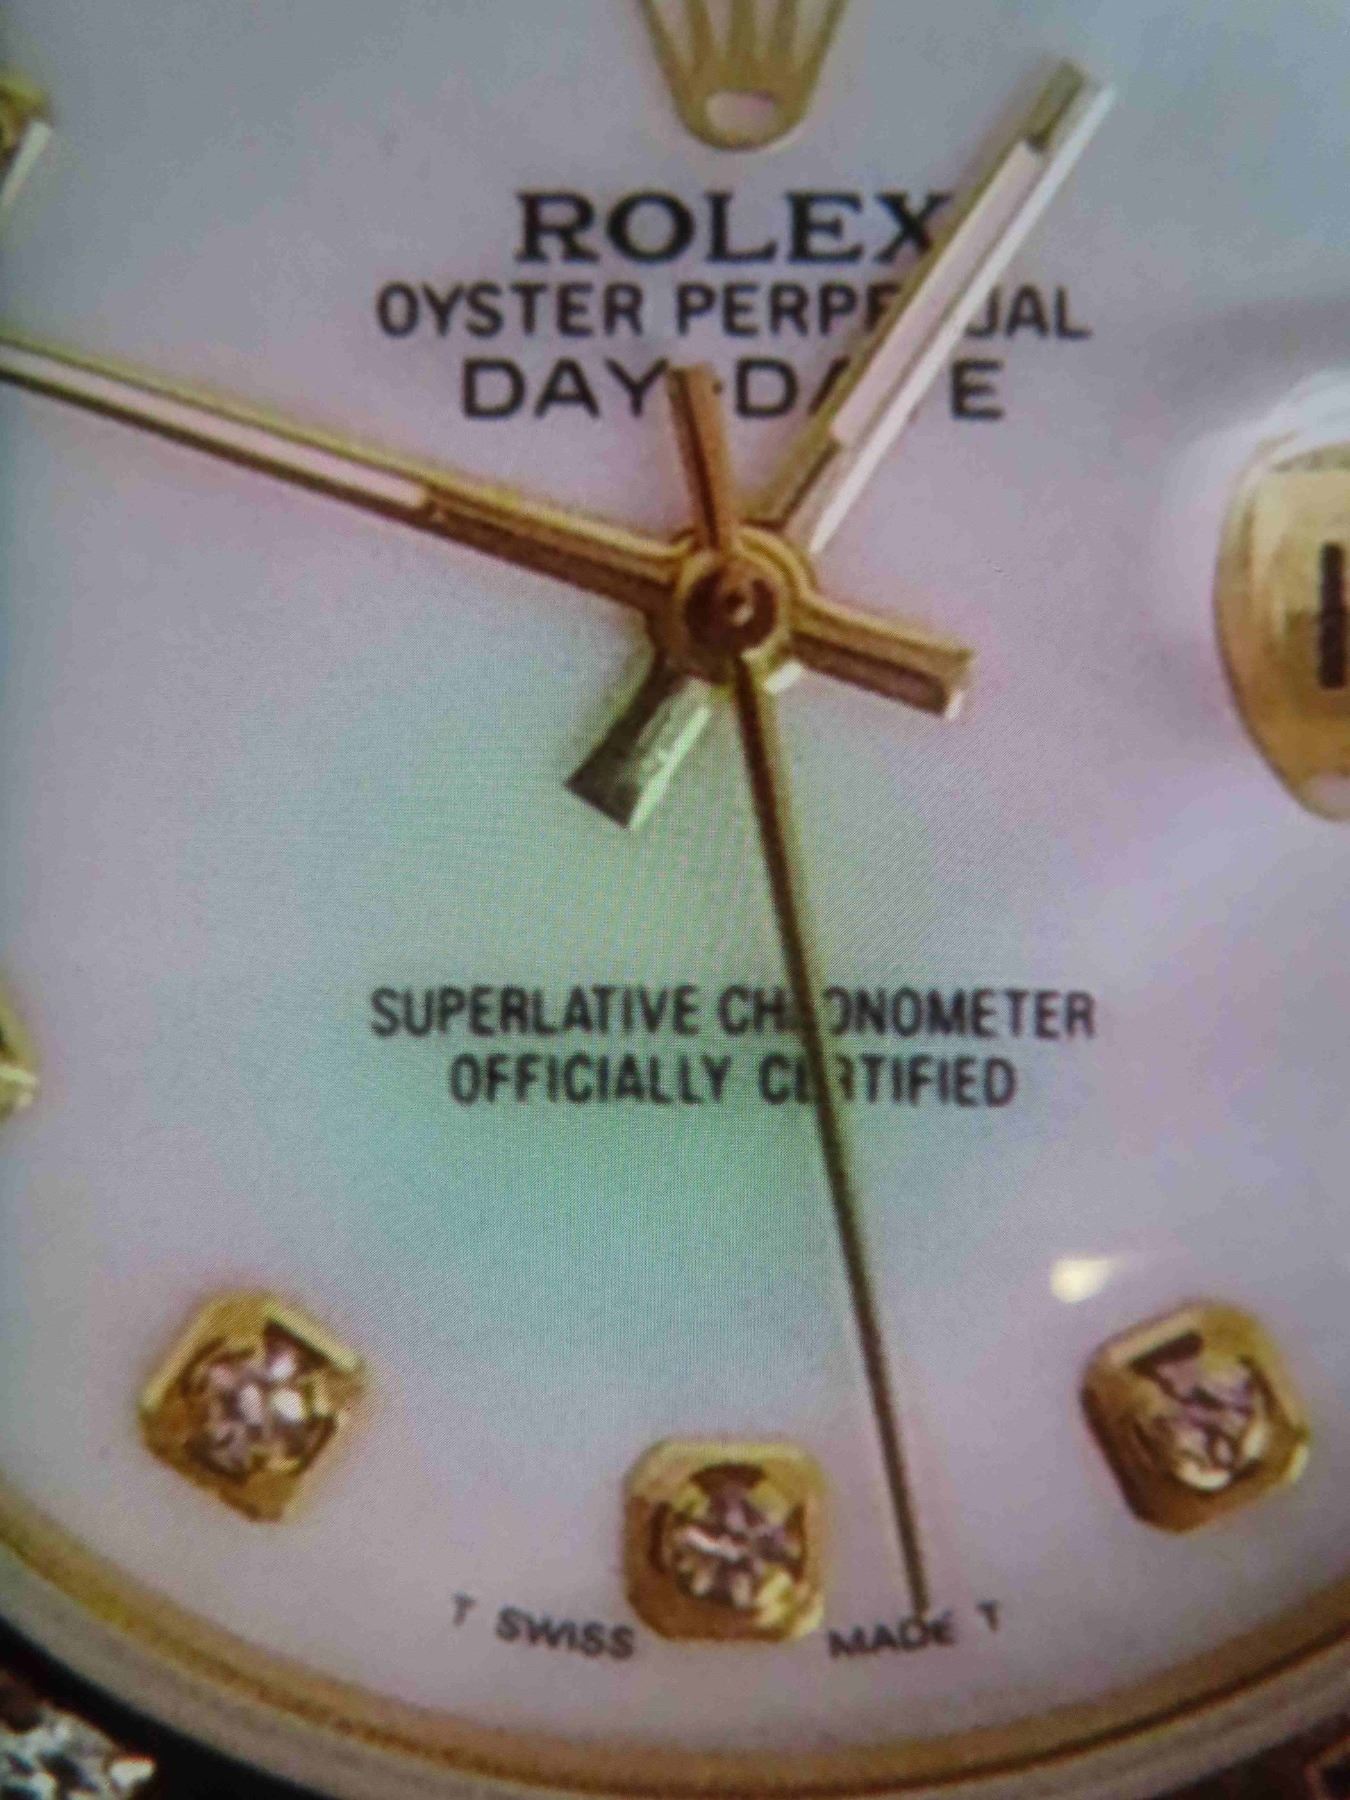 ROLEX
OYSTER PERPETUAL
DAY-DATE
SUPERLATIVE CHRONOMETER
OFFICIALLY CERTIFIED
T SWISS MADE T